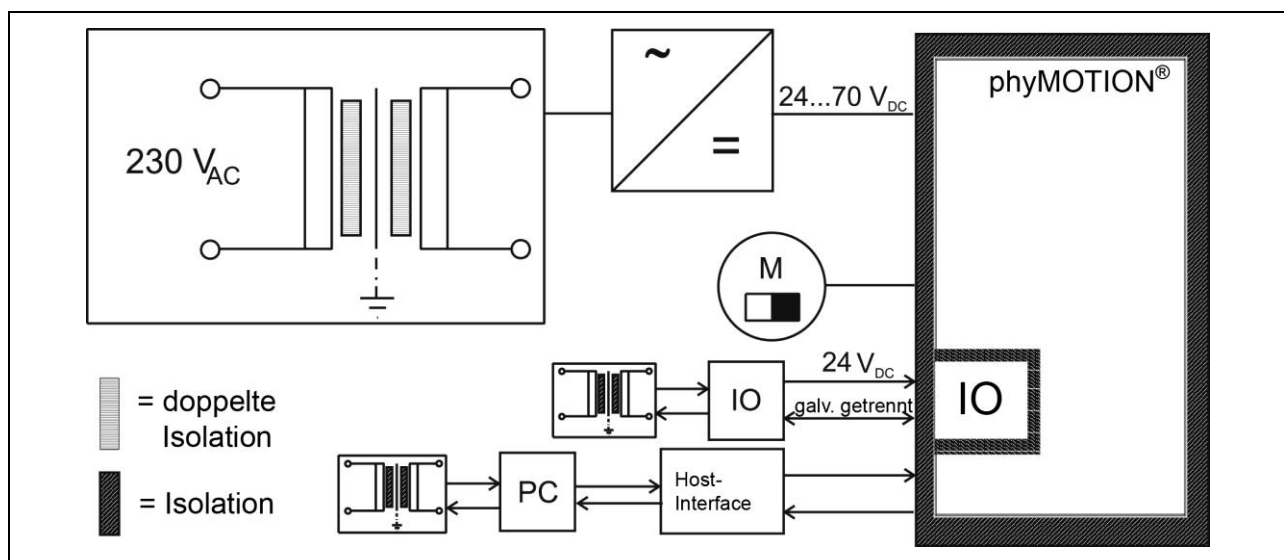 230 VAC
~
=
24...70 VDC
phyMOTION®
M
24 VDC
IO
galv. getrennt
IO
= doppelte
Isolation
= Isolation
PC
Host-
Interface